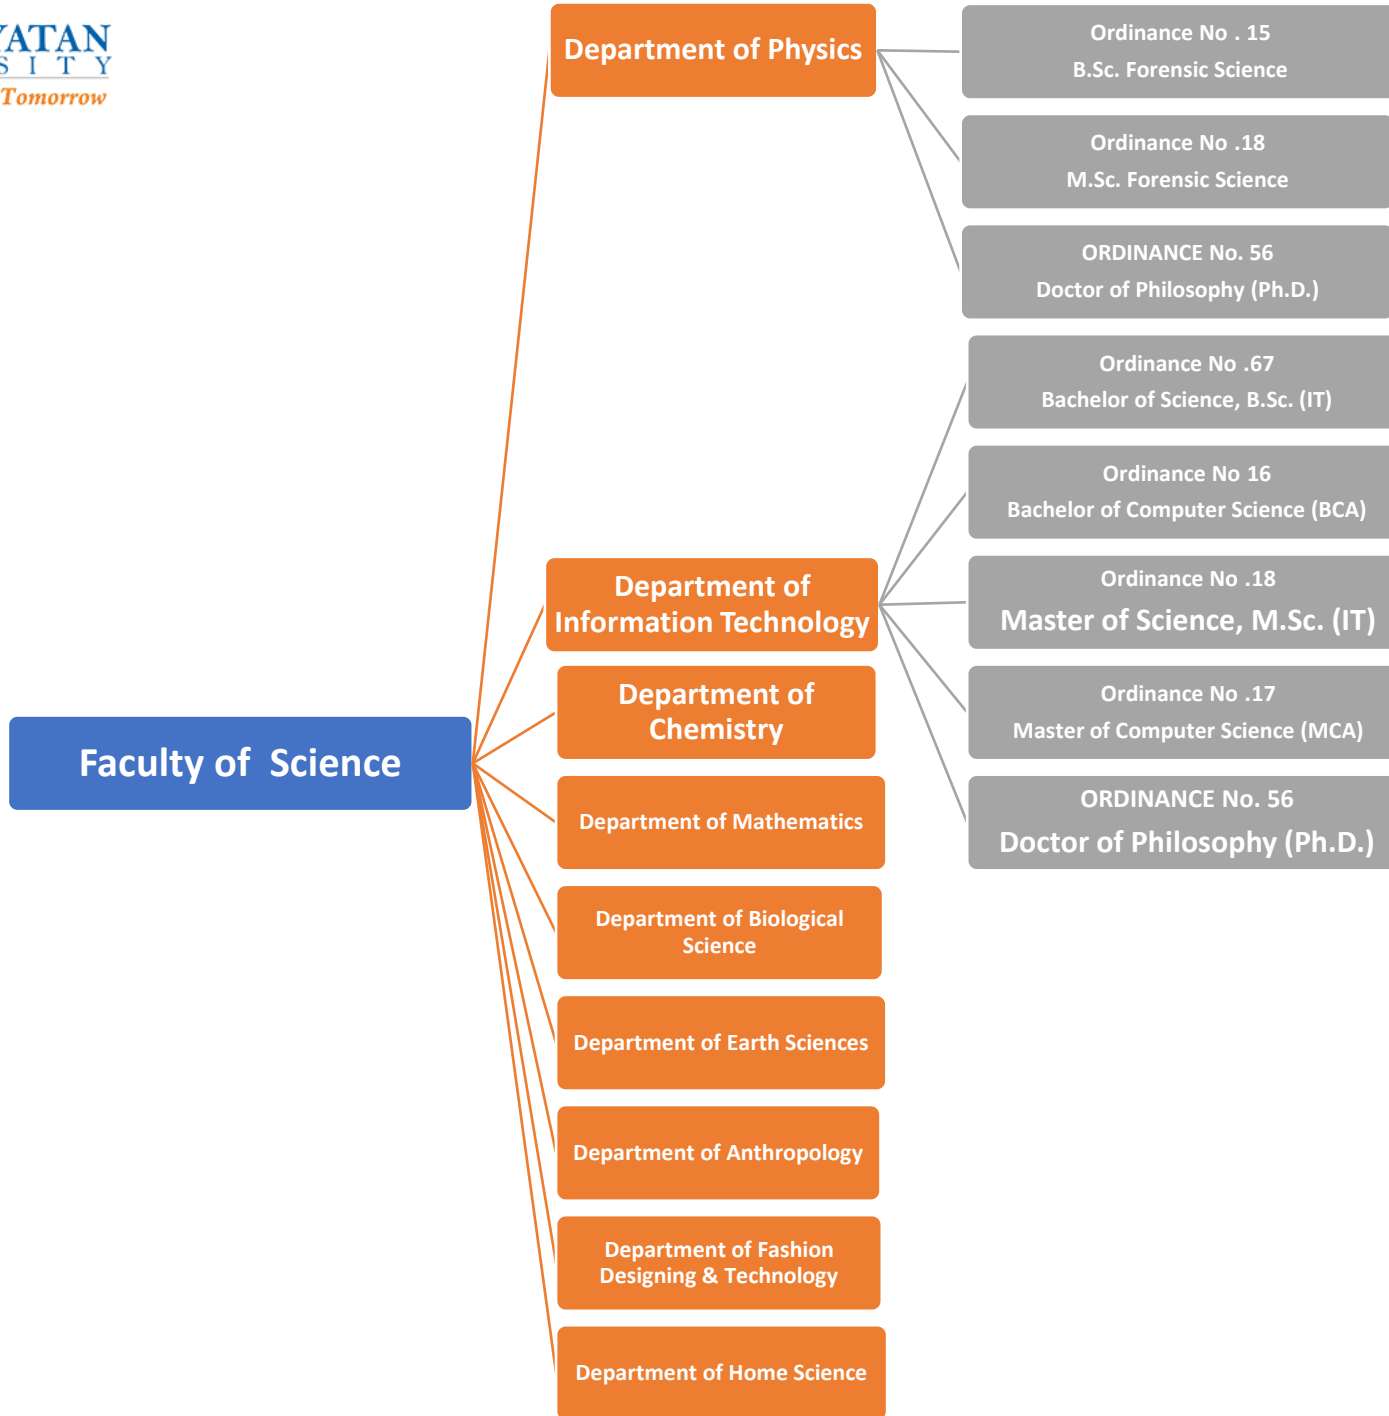 YATAN
SITY
Tomorrow
Department of Physics
Ordinance No . 15
B.Sc. Forensic Science
Ordinance No .18
M.Sc. Forensic Science
ORDINANCE No. 56
Doctor of Philosophy (Ph.D.)
Ordinance No .67
Bachelor of Science, B.Sc. (IT)
Ordinance No 16
Bachelor of Computer Science (BCA)
Department of
Information Technology
Ordinance No .18
Master of Science, M.Sc. (IT)
Ordinance No .17
Master of Computer Science (MCA)
ORDINANCE No. 56
Doctor of Philosophy (Ph.D.)
Department of
Chemistry
Faculty of  Science
Department of Mathematics
Department of Biological
Science
Department of Earth Sciences
Department of Anthropology
Department of Fashion
Designing & Technology
Department of Home Science